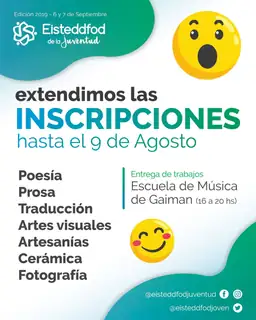 Edición 2019 - 6 y 7 de Septiembre
Eisteddfod
de la Juventud
extendimos las
INSCRIPCIONES
hasta el 9 de Agosto
Poesía
Prosa
Traducción
Artes visuales
Artesanías
Cerámica
Fotografía
Entrega de trabajos
Escuela de Música
de Gaiman (16 a 20 hs)
@eisteddfodjuventud
@eisteddfodjoven